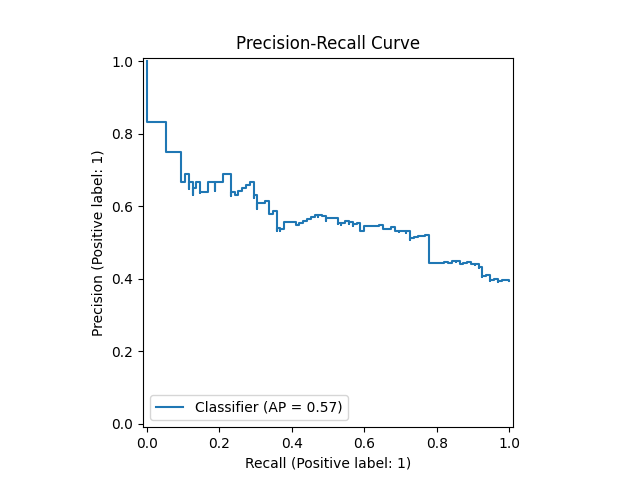 Precision-Recall Curve
1.0
0.8
0.6
0.4
0.2
0.0
Precision (Positive label: 1)
Classifier (AP = 0.57)
0.0 0.2 0.4 0.6 0.8 1.0
Recall (Positive label: 1)